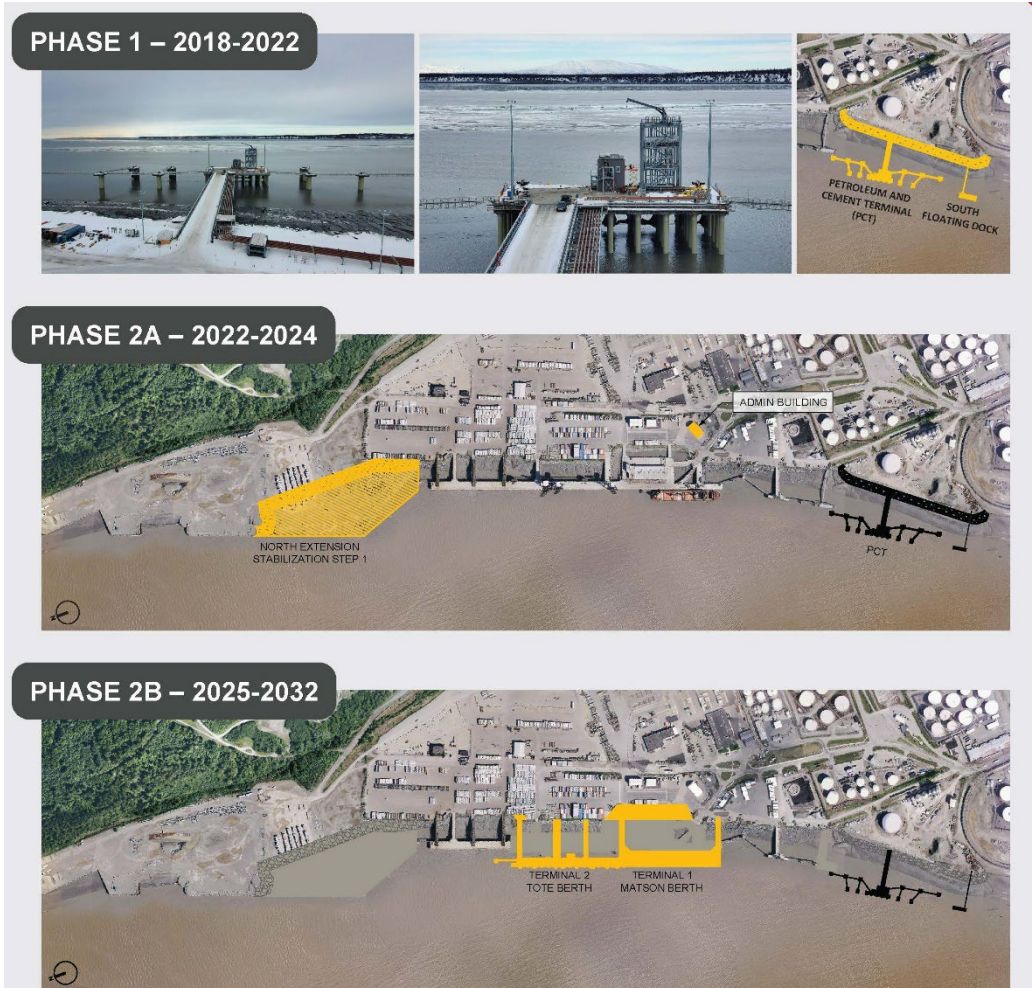 PHASE 1 – 2018-2022
PETROLEUM AND
CEMENT TERMINAL
(PCT)
SOUTH
FLOATING DOCK
PHASE 2A – 2022-2024
ADMIN BUILDING
NORTH EXTENSION
STABILIZATION STEP 1
PCT
N
PHASE 2B – 2025-2032
TERMINAL 2
TOTE BERTH
TERMINAL 1
MATSON BERTH
N